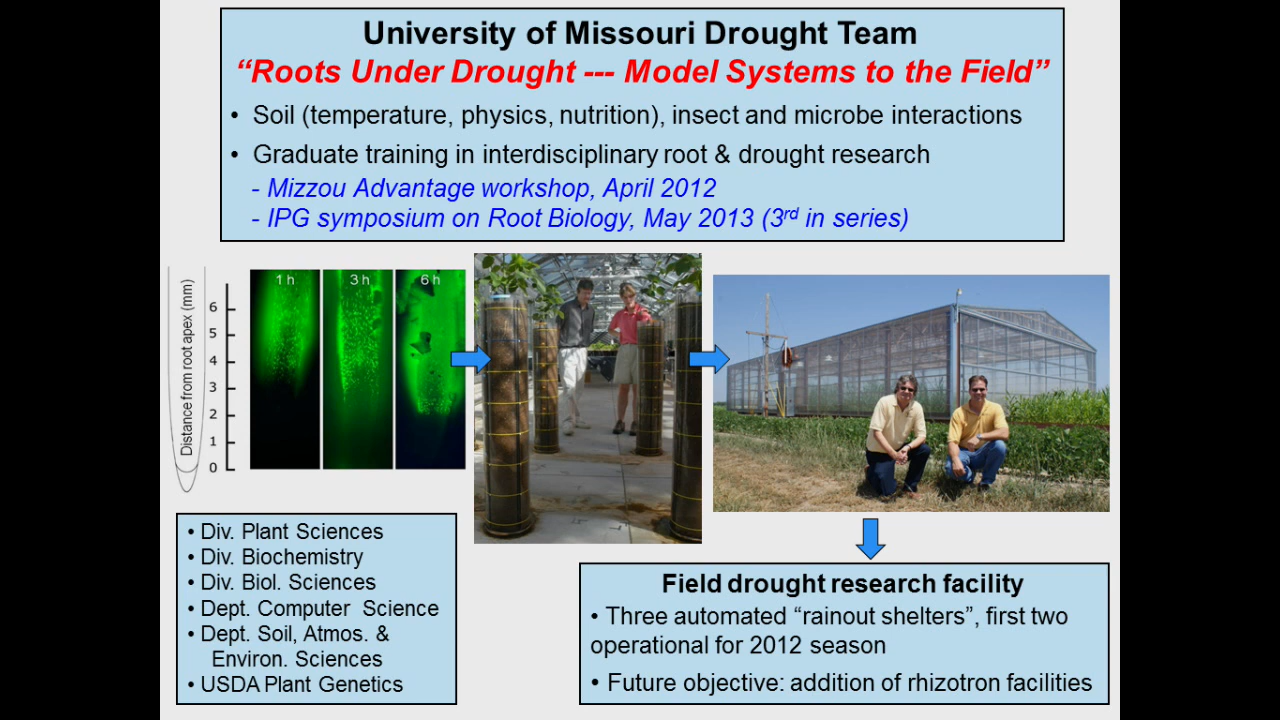 University of Missouri Drought Team
“Roots Under Drought --- Model Systems to the Field”
• Soil (temperature, physics, nutrition), insect and microbe interactions
• Graduate training in interdisciplinary root & drought research
- Mizzou Advantage workshop, April 2012
- IPG symposium on Root Biology, May 2013 (3rd in series)
Distance from root apex (mm)
6
5
4
3
2
1
0
1 h
3 h
6 h
• Div. Plant Sciences
• Div. Biochemistry
• Div. Biol. Sciences
• Dept. Computer Science
• Dept. Soil, Atmos. &
Environ. Sciences
• USDA Plant Genetics
Field drought research facility
• Three automated “rainout shelters”, first two
operational for 2012 season
• Future objective: addition of rhizotron facilities